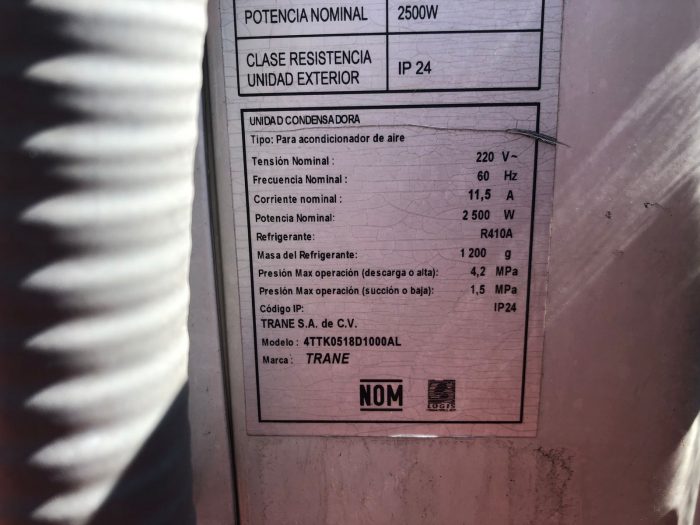 POTENCIA NOMINAL 2500W
CLASE RESISTENCIA
UNIDAD EXTERIOR IP 24
UNIDAD CONDENSADORA
Tipo: Para acondicionador de aire
Tensión Nominal : 220 V~
Frecuencia Nominal : 60 Hz
Corriente nominal : 11,5 A
Potencia Nominal: 2 500 W
Refrigerante: R410A
Masa del Refrigerante: 1 200 g
Presión Max operación (descarga o alta): 4,2 MPa
Presión Max operación (succión o baja): 1,5 MPa
Código IP: IP24
TRANE S.A. de C.V.
Modelo : 4TTK0518D1000AL
Marca : TRANE
NOM
LOGIS